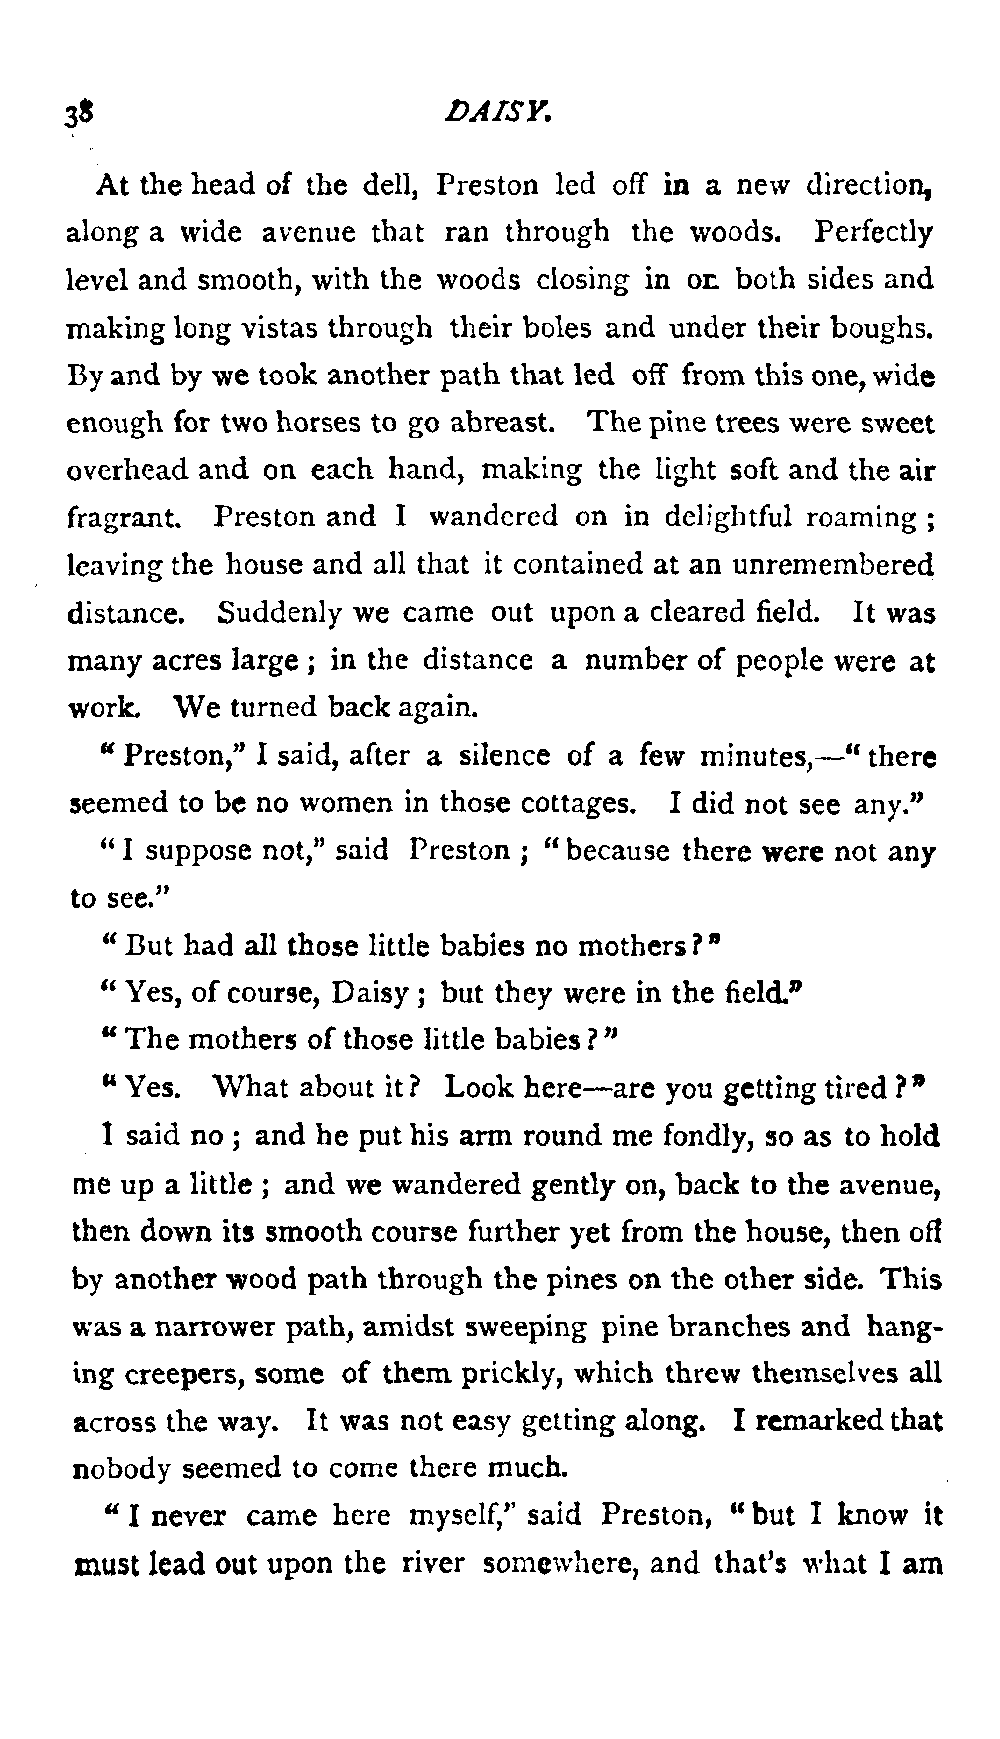 38 DAISY.
At the head of the dell, Preston led off in a new direction,
along a wide avenue that ran through the woods. Perfectly
level and smooth, with the woods closing in on both sides and
making long vistas through their boles and under their boughs.
By and by we took another path that led off from this one, wide
enough for two horses to go abreast. The pine trees were sweet
overhead and on each hand, making the light soft and the air
fragrant. Preston and I wandered on in delightful roaming ;
leaving the house and all that it contained at an unremembered
distance. Suddenly we came out upon a cleared field. It was
many acres large ; in the distance a number of people were at
work. We turned back again.
“ Preston,” I said, after a silence of a few minutes,—“ there
seemed to be no women in those cottages. I did not see any.”
“ I suppose not,” said Preston ; “ because there were not any
to see.”
“ But had all those little babies no mothers ? ”
“ Yes, of course, Daisy ; but they were in the field.”
“ The mothers of those little babies ? ”
“ Yes. What about it ? Look here—are you getting tired ? ”
I said no ; and he put his arm round me fondly, so as to hold
me up a little ; and we wandered gently on, back to the avenue,
then down its smooth course further yet from the house, then off
by another wood path through the pines on the other side. This
was a narrower path, amidst sweeping pine branches and hang-
ing creepers, some of them prickly, which threw themselves all
across the way. It was not easy getting along. I remarked that
nobody seemed to come there much.
“ I never came here myself,” said Preston, “ but I know it
must lead out upon the river somewhere, and that’s what I am